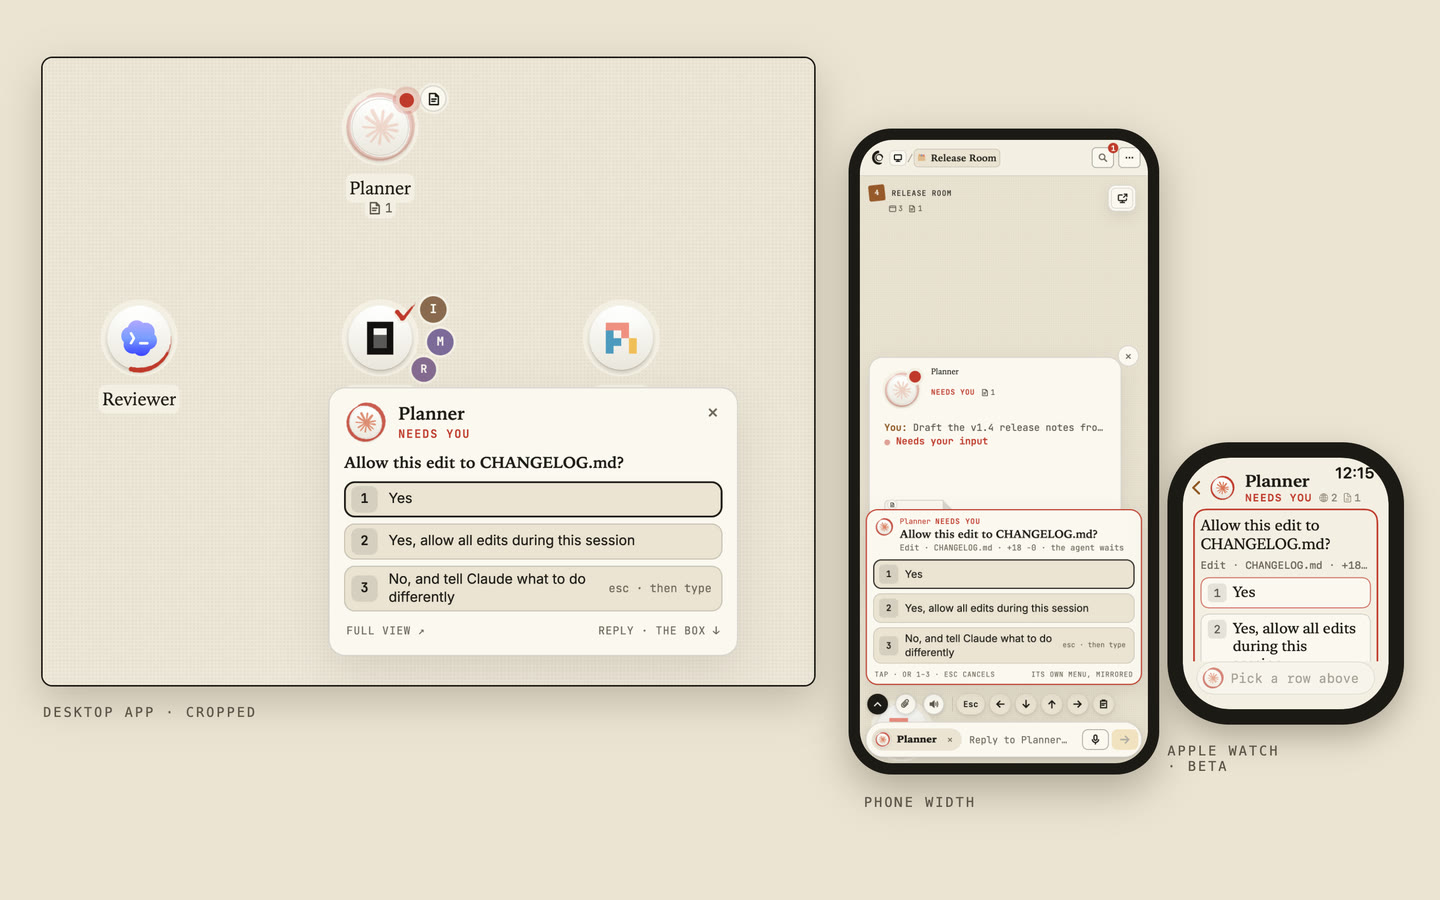 Planner
1
I
M
R
Reviewer
Planner
NEEDS YOU
×
Allow this edit to CHANGELOG.md?
1 Yes
2 Yes, allow all edits during this session
3 No, and tell Claude what to do
differently
esc · then type
FULL VIEW ↗
REPLY · THE BOX ↓
DESKTOP APP · CROPPED
/ Release Room
1
4 RELEASE ROOM
3 1
×
Planner
NEEDS YOU 1
You: Draft the v1.4 release notes fro…
Needs your input
Planner NEEDS YOU
Allow this edit to CHANGELOG.md?
Edit · CHANGELOG.md · +18 -0 · the agent waits
1 Yes
2 Yes, allow all edits during this session
3 No, and tell Claude what to do
differently
esc · then type
TAP · OR 1–3 · ESC CANCELS
ITS OWN MENU, MIRRORED
Esc ← ↓ ↑ →
Planner ×
Reply to Planner…
PHONE WIDTH
12:15
Planner
NEEDS YOU 2 1
Allow this edit to
CHANGELOG.md?
Edit · CHANGELOG.md · +18…
1 Yes
2 Yes, allow all edits
during this
Pick a row above
APPLE WATCH
· BETA